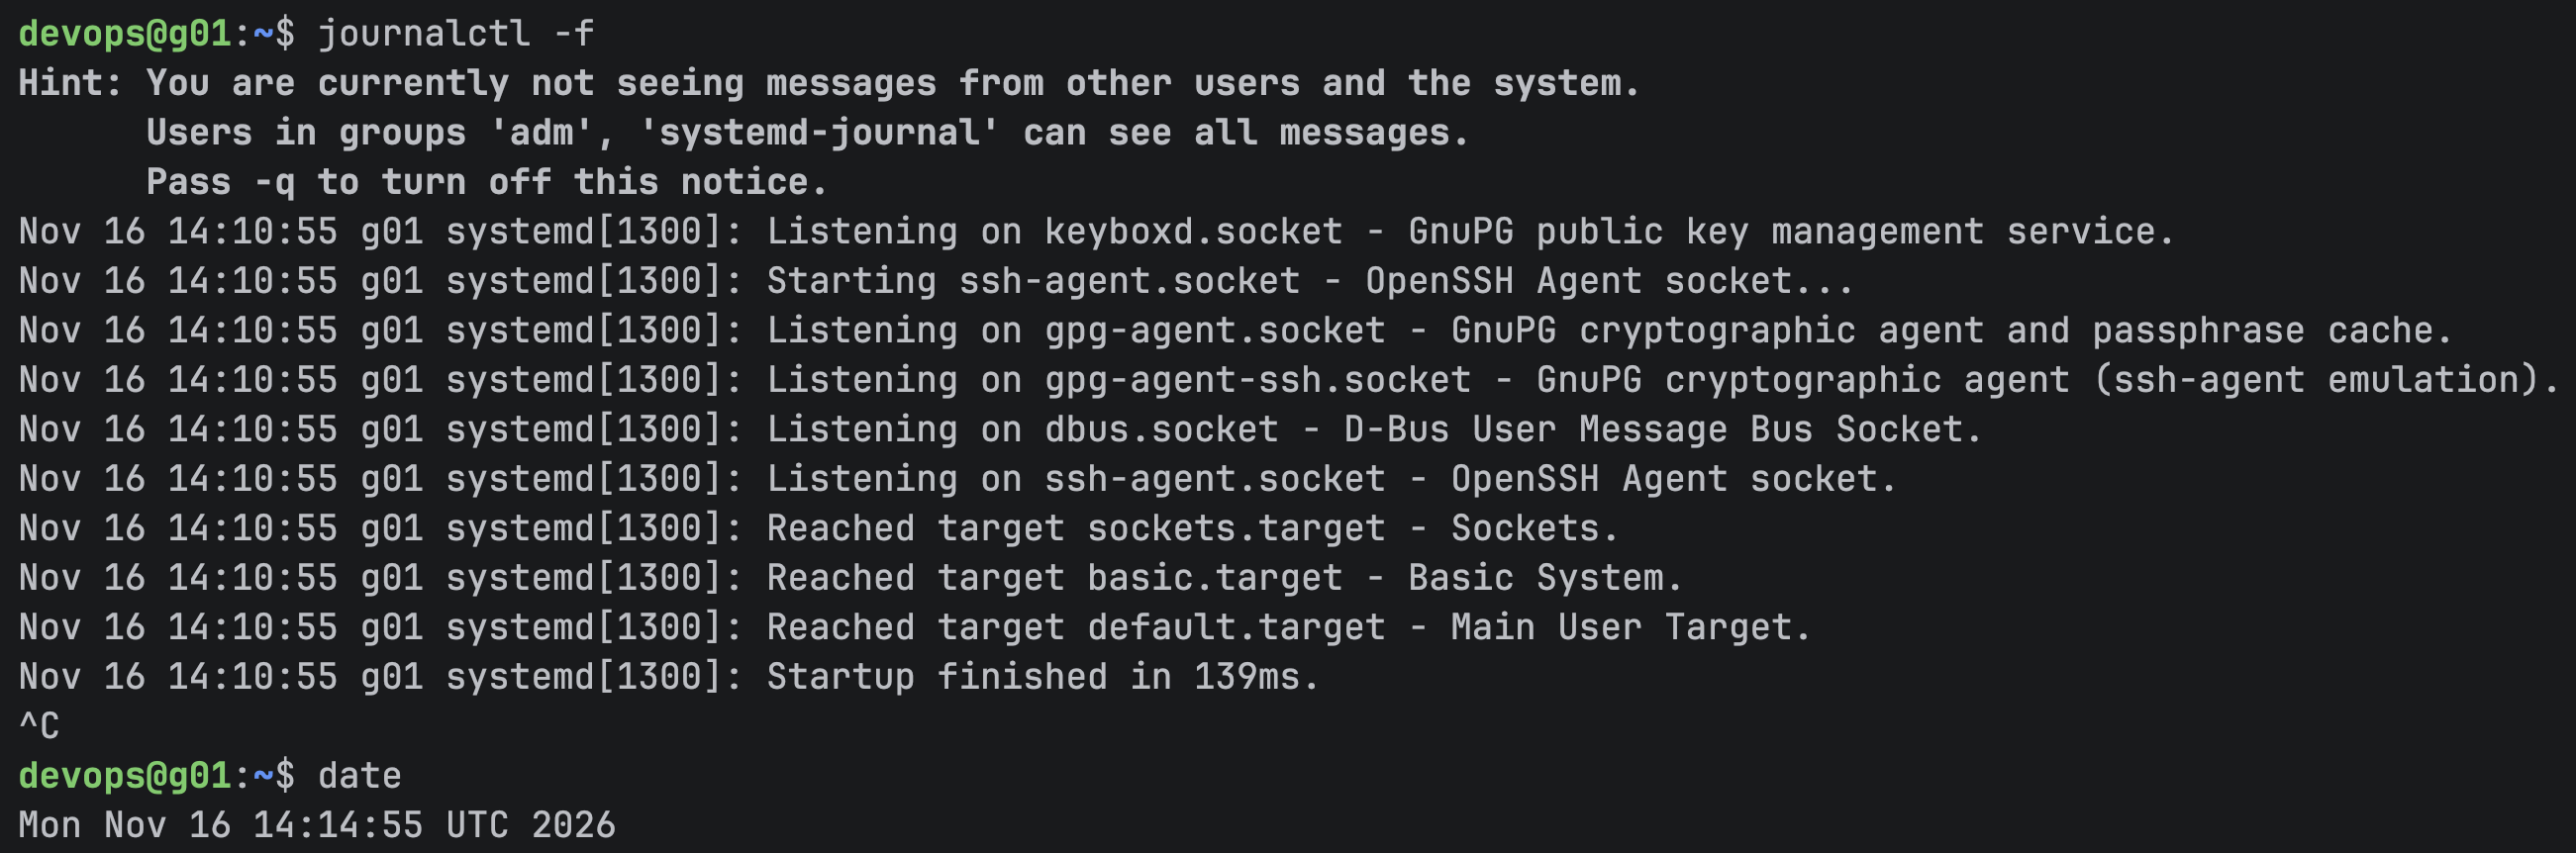 devops@g01:~$ journalctl -f
Hint: You are currently not seeing messages from other users and the system.
      Users in groups 'adm', 'systemd-journal' can see all messages.
      Pass -q to turn off this notice.
Nov 16 14:10:55 g01 systemd[1300]: Listening on keyboxd.socket - GnuPG public key management service.
Nov 16 14:10:55 g01 systemd[1300]: Starting ssh-agent.socket - OpenSSH Agent socket...
Nov 16 14:10:55 g01 systemd[1300]: Listening on gpg-agent.socket - GnuPG cryptographic agent and passphrase cache.
Nov 16 14:10:55 g01 systemd[1300]: Listening on gpg-agent-ssh.socket - GnuPG cryptographic agent (ssh-agent emulation).
Nov 16 14:10:55 g01 systemd[1300]: Listening on dbus.socket - D-Bus User Message Bus Socket.
Nov 16 14:10:55 g01 systemd[1300]: Listening on ssh-agent.socket - OpenSSH Agent socket.
Nov 16 14:10:55 g01 systemd[1300]: Reached target sockets.target - Sockets.
Nov 16 14:10:55 g01 systemd[1300]: Reached target basic.target - Basic System.
Nov 16 14:10:55 g01 systemd[1300]: Reached target default.target - Main User Target.
Nov 16 14:10:55 g01 systemd[1300]: Startup finished in 139ms.
^C
devops@g01:~$ date
Mon Nov 16 14:14:55 UTC 2026